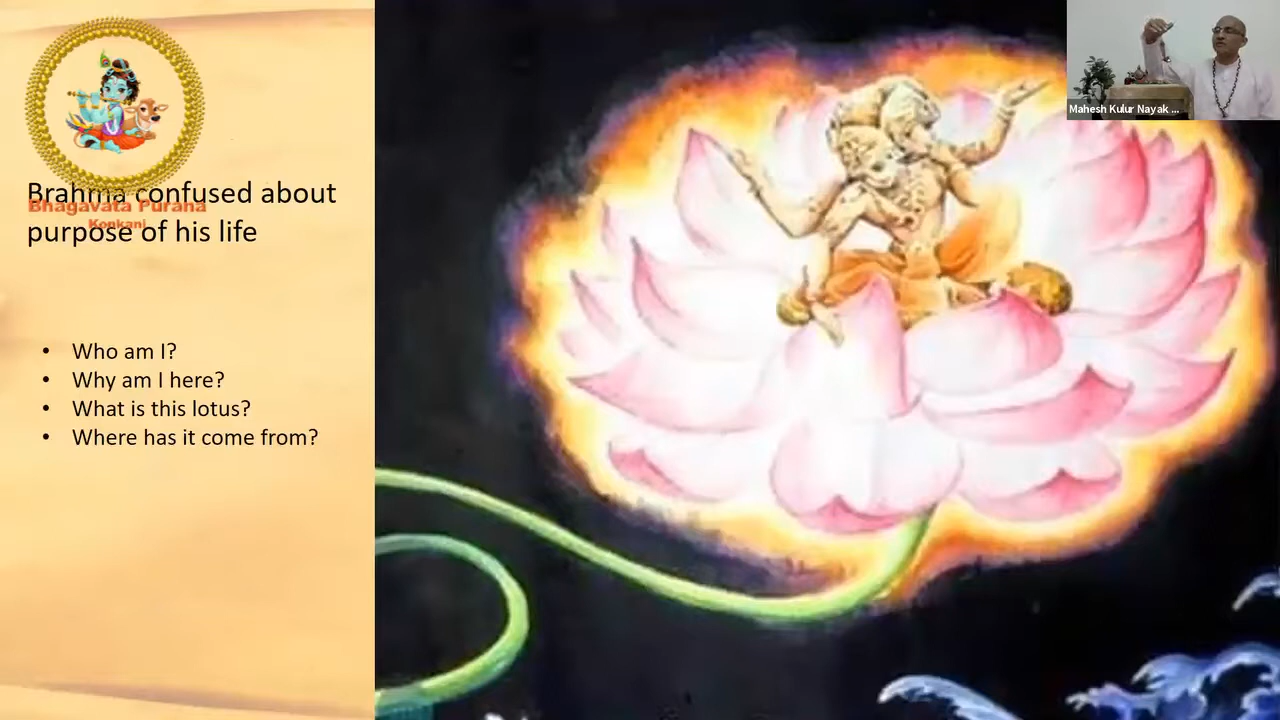 Brahma confused about
Bhagavata Purana
Konkani
purpose of his life
• Who am I?
• Why am I here?
• What is this lotus?
• Where has it come from?
Mahesh Kulur Nayak ...